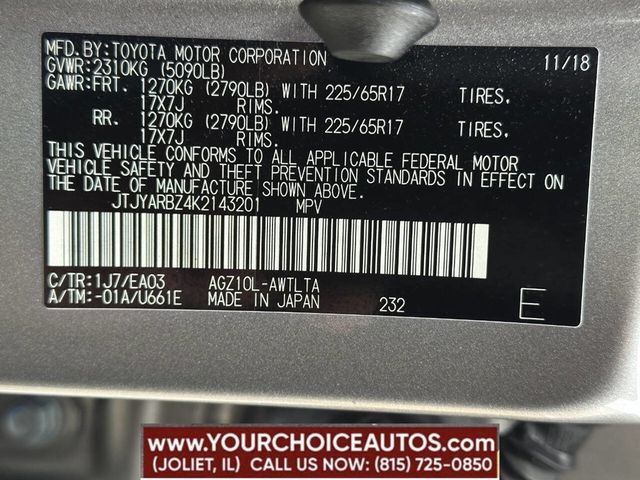 MFD.BY:TOYOTA MOTOR CORPORATION 11/18
GVWR:2310KG (5090LB)
GAWR:FRT. 1270KG (2790LB) WITH 225/65R17 TIRES,
17X7J RIMS.
RR. 1270KG (2790LB) WITH 225/65R17 TIRES,
17X7J RIMS.
THIS VEHICLE CONFORMS TO ALL APPLICABLE FEDERAL MOTOR
VEHICLE SAFETY AND THEFT PREVENTION STANDARDS IN EFFECT ON
THE DATE OF MANUFACTURE SHOWN ABOVE.
JTJYARBZ4K2143201 MPV
C/TR:1J7/EA03 AGZ10L-AWTLTA
A/TM:-01A/U661E MADE IN JAPAN 232 E
WWW.YOURCHOICEAUTOS.COM
(JOLIET, IL) CALL US NOW: (815) 725-0850